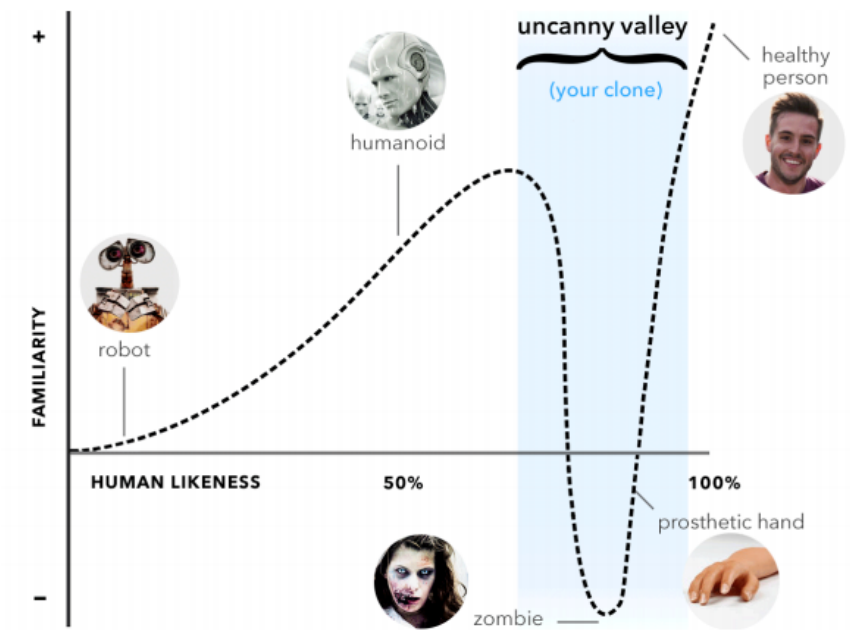 +
uncanny valley
(your clone)
healthy
person
humanoid
robot
FAMILIARITY
HUMAN LIKENESS
50%
100%
prosthetic hand
zombie
–